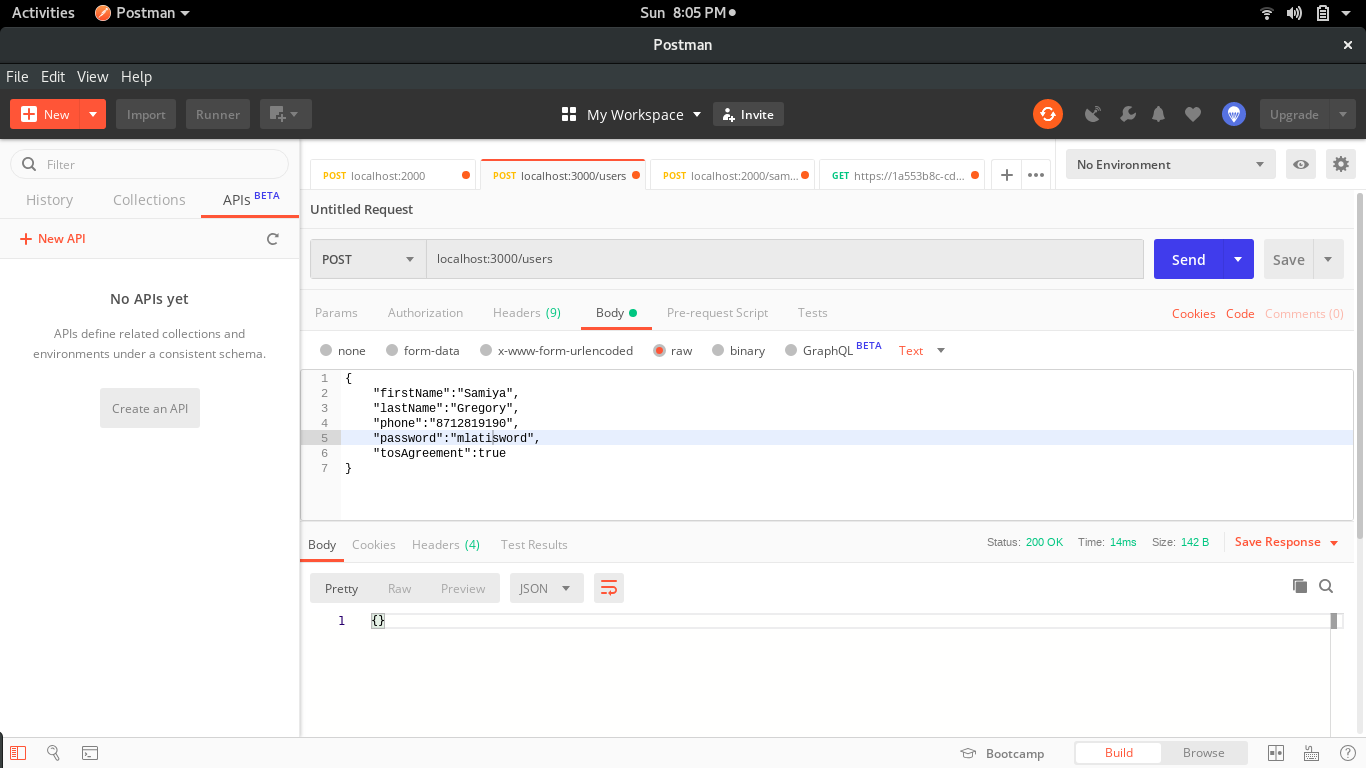 Activities Postman Sun 8:05 PM
Postman
File Edit View Help
New Import Runner My Workspace Invite Upgrade
Filter
History Collections APIs BETA
New API
No APIs yet
APIs define related collections and
environments under a consistent schema.
Create an API
POST localhost:2000 POST localhost:3000/users POST localhost:2000/sam... GET https://1a553b8c-cd... No Environment
Untitled Request
POST localhost:3000/users Send Save
Params Authorization Headers (9) Body Pre-request Script Tests Cookies Code Comments (0)
none form-data x-www-form-urlencoded raw binary GraphQL BETA Text
1 {
2 "firstName":"Samiya",
3 "lastName":"Gregory",
4 "phone":"8712819190",
5 "password":"mlatisword",
6 "tosAgreement":true
7 }
Body Cookies Headers (4) Test Results Status: 200 OK Time: 14ms Size: 142 B Save Response
Pretty Raw Preview JSON
1 {}
Bootcamp Build Browse